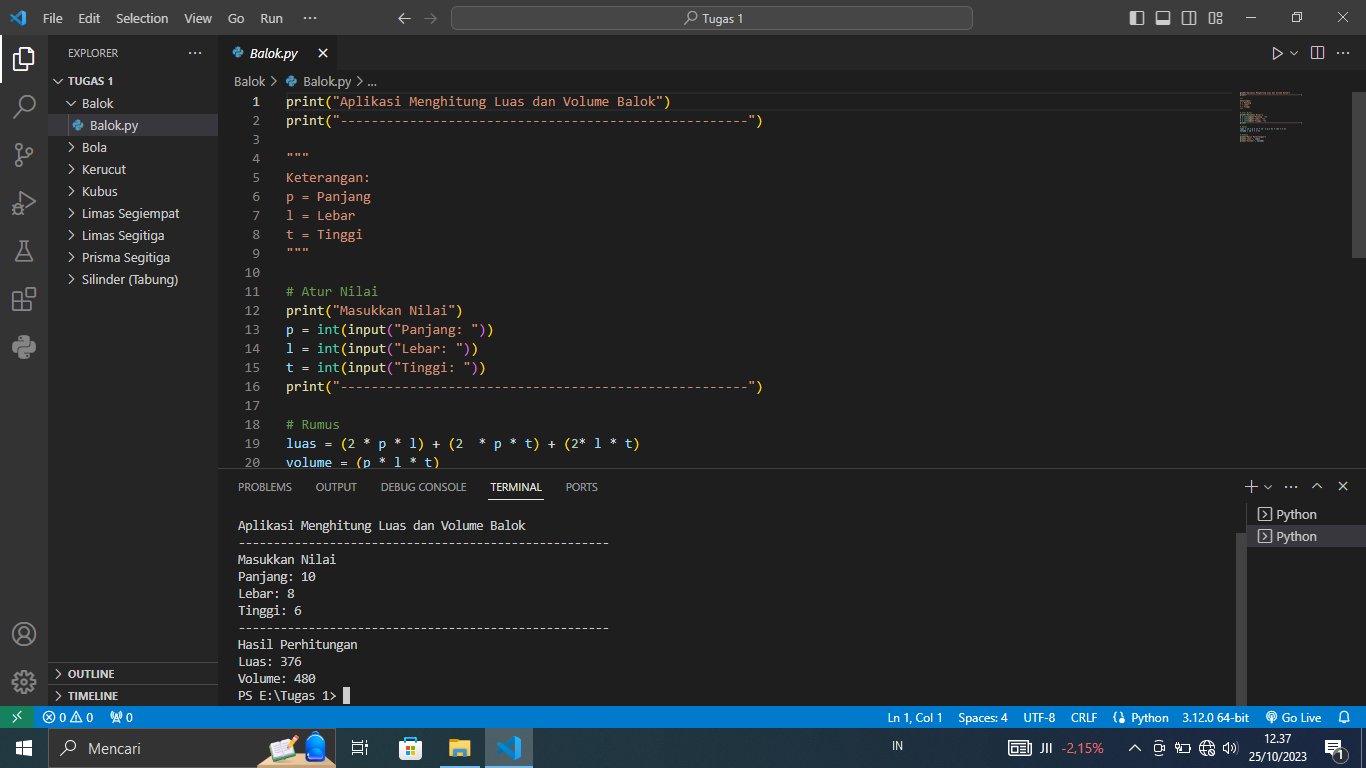 File Edit Selection View Go Run ··· Tugas 1
EXPLORER ···
TUGAS 1
Balok
Balok.py
Bola
Kerucut
Kubus
Limas Segiempat
Limas Segitiga
Prisma Segitiga
Silinder (Tabung)
OUTLINE
TIMELINE
Balok.py
Balok > Balok.py > ...
1 print("Aplikasi Menghitung Luas dan Volume Balok")
2 print("-----------------------------------------------------")
3
4 """
5 Keterangan:
6 p = Panjang
7 l = Lebar
8 t = Tinggi
9 """
10
11 # Atur Nilai
12 print("Masukkan Nilai")
13 p = int(input("Panjang: "))
14 l = int(input("Lebar: "))
15 t = int(input("Tinggi: "))
16 print("-----------------------------------------------------")
17
18 # Rumus
19 luas = (2 * p * l) + (2  * p * t) + (2* l * t)
20 volume = (p * l * t)
PROBLEMS OUTPUT DEBUG CONSOLE TERMINAL PORTS
Aplikasi Menghitung Luas dan Volume Balok
-----------------------------------------------------
Masukkan Nilai
Panjang: 10
Lebar: 8
Tinggi: 6
-----------------------------------------------------
Hasil Perhitungan
Luas: 376
Volume: 480
PS E:\Tugas 1>
Python
Python
0 0 0 Ln 1, Col 1 Spaces: 4 UTF-8 CRLF Python 3.12.0 64-bit Go Live
Mencari IN JII -2,15% 12.37
25/10/2023
1